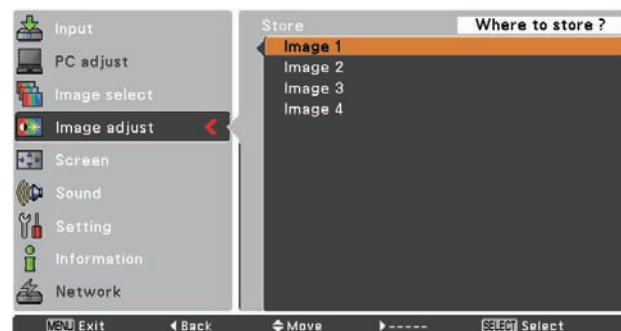 Input
PC adjust
Image select
Image adjust
Screen
Sound
Setting
Information
Network
Store
Where to store ?
Image 1
Image 2
Image 3
Image 4
MENU Exit
Back
Move
-----
SELECT Select